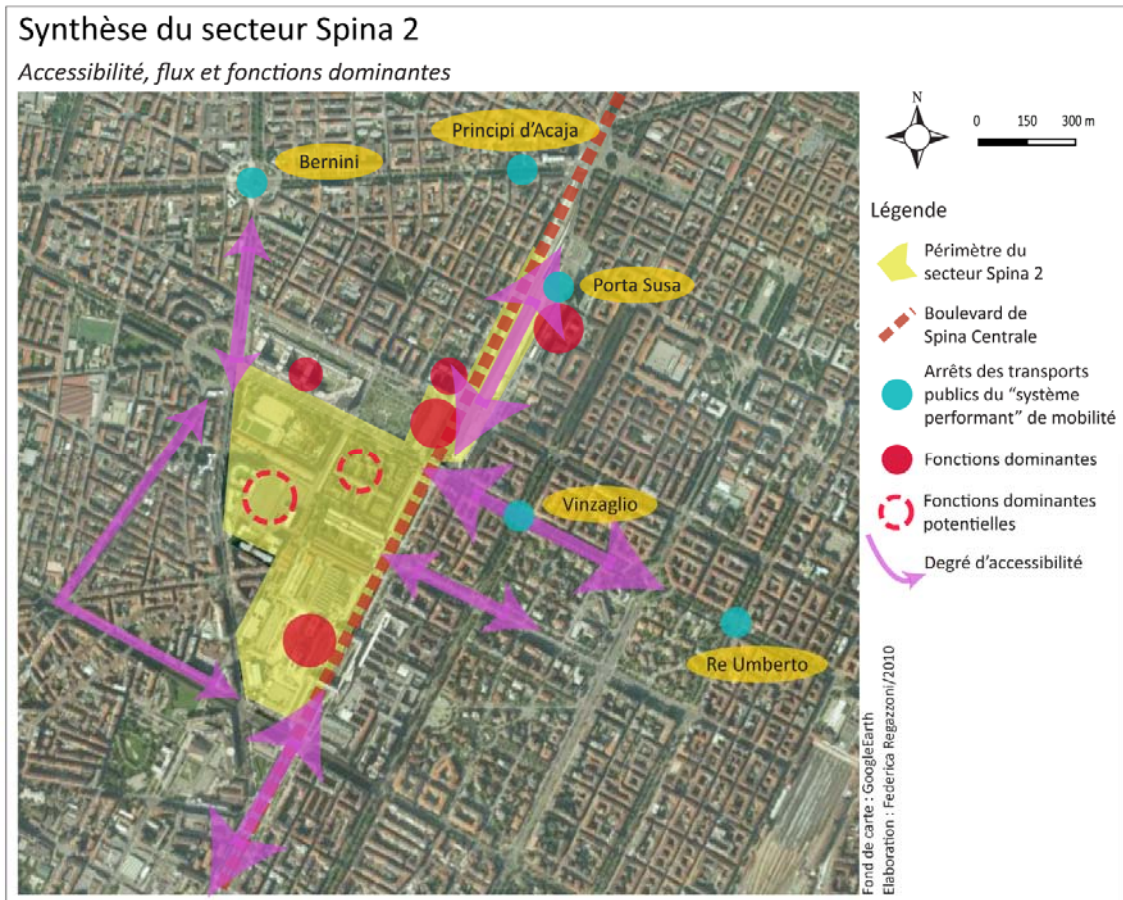 Synthèse du secteur Spina 2
Accessibilité, flux et fonctions dominantes
Principi d'Acaja
Bernini
Porta Susa
Vinzaglio
Re Umberto
N
0 150 300 m
Légende
Périmètre du
secteur Spina 2
Boulevard de
Spina Centrale
Arrêts des transports
publics du “système
performant” de mobilité
Fonctions dominantes
Fonctions dominantes
potentielles
Degré d'accessibilité
Fond de carte : GoogleEarth
Elaboration : Federica Regazzoni/2010